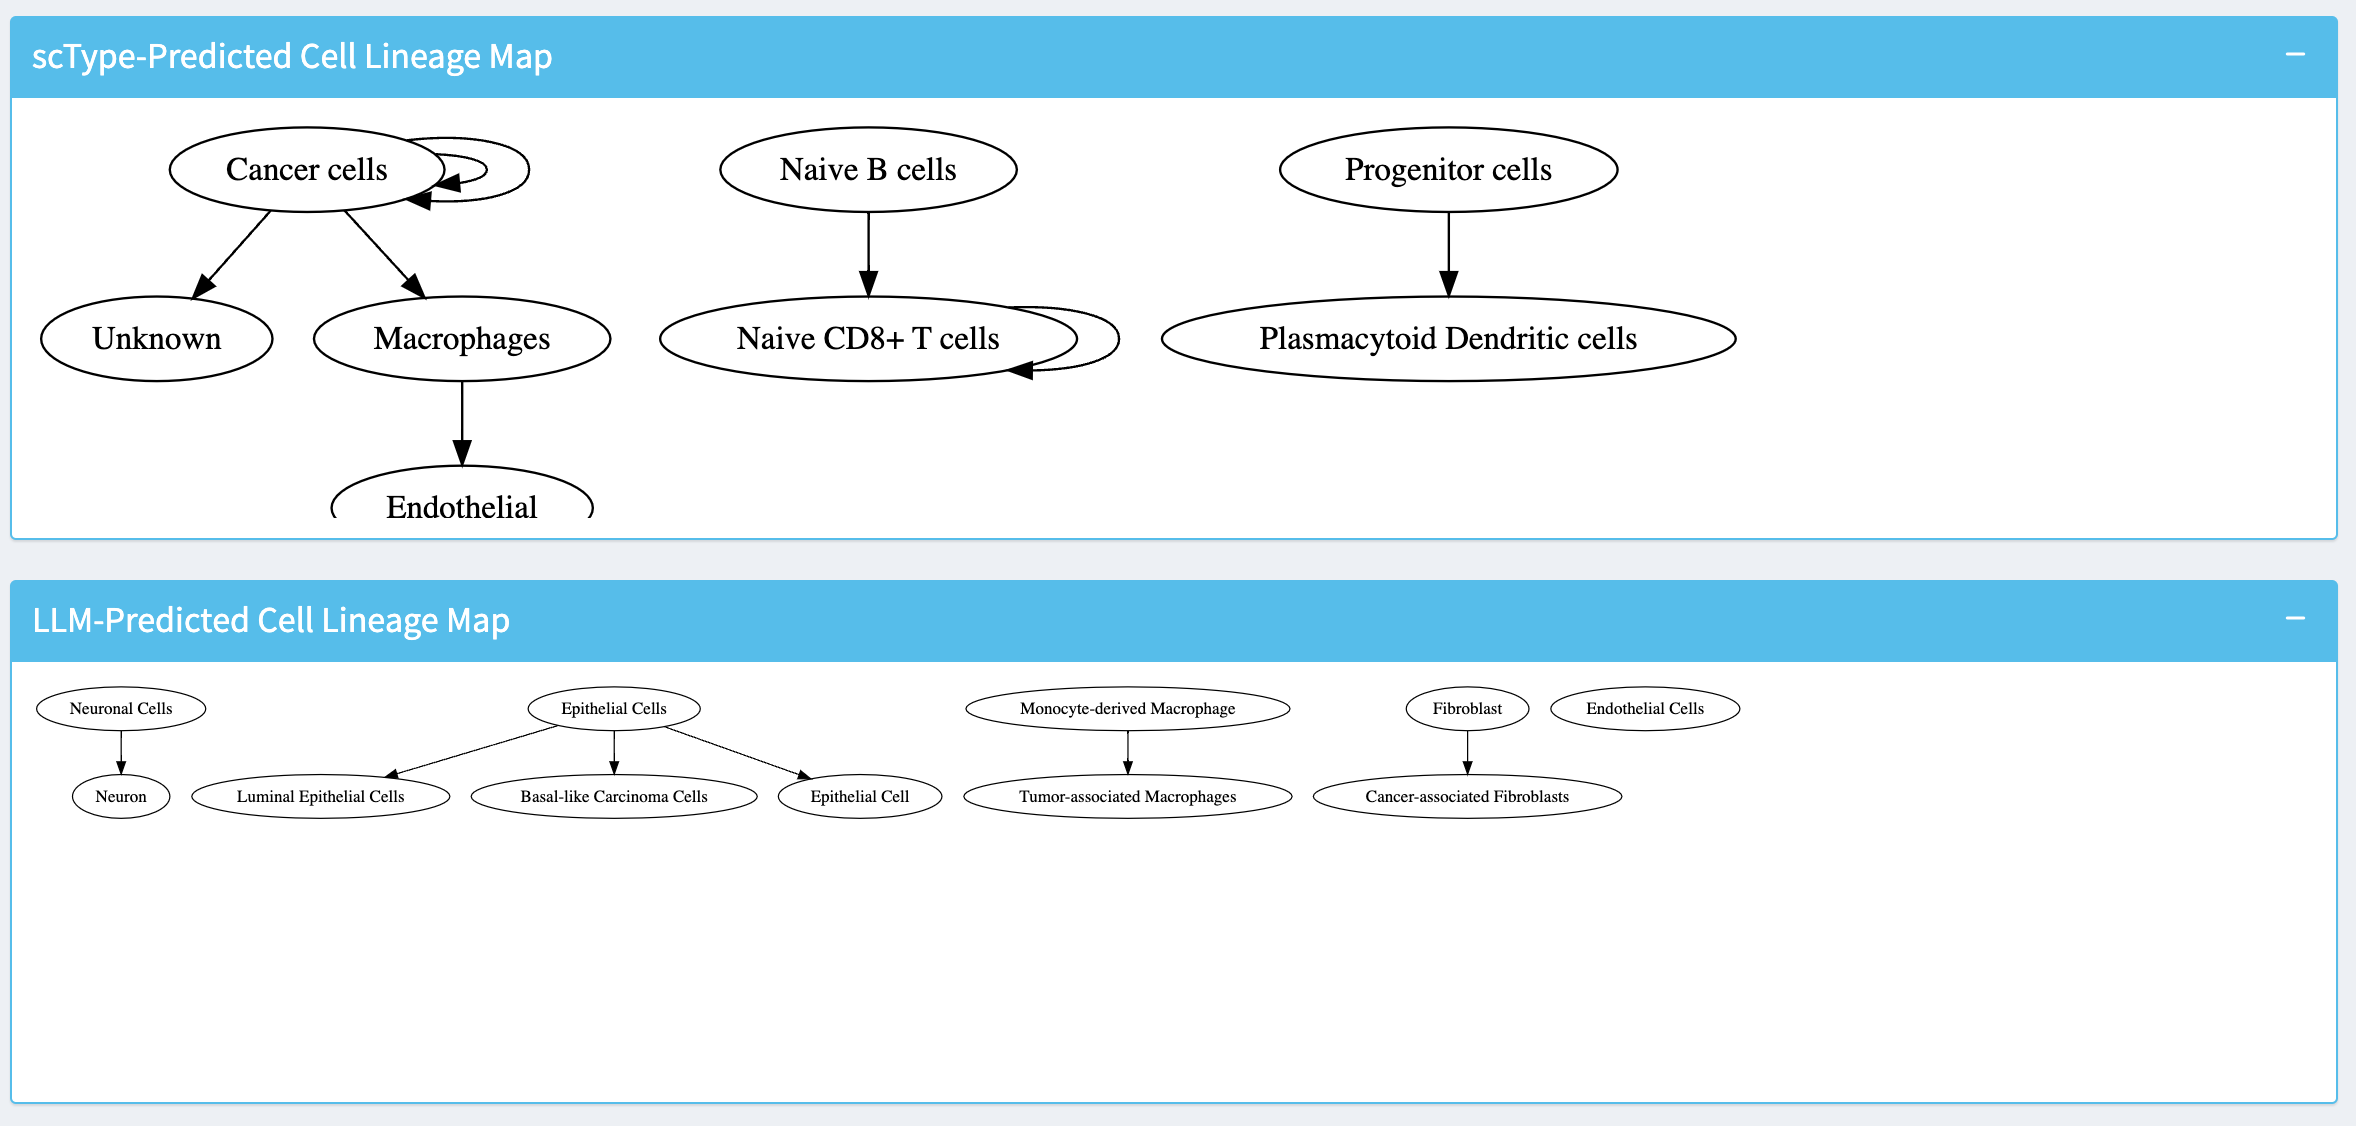 scType-Predicted Cell Lineage Map
Cancer cells
Naive B cells
Progenitor cells
Unknown
Macrophages
Naive CD8+ T cells
Plasmacytoid Dendritic cells
Endothelial
LLM-Predicted Cell Lineage Map
Neuronal Cells
Epithelial Cells
Monocyte-derived Macrophage
Fibroblast
Endothelial Cells
Neuron
Luminal Epithelial Cells
Basal-like Carcinoma Cells
Epithelial Cell
Tumor-associated Macrophages
Cancer-associated Fibroblasts